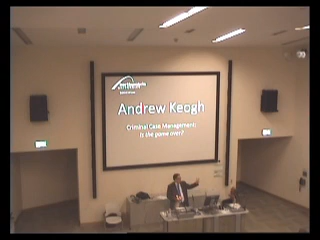 Andrew Keogh
Criminal Case Management:
Is the game over?